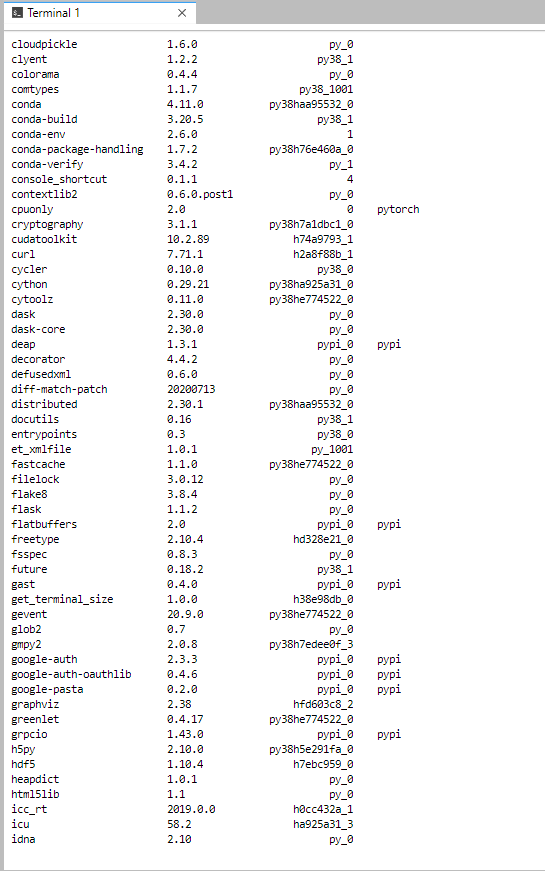 Terminal 1
cloudpickle 1.6.0 py_0
clyent 1.2.2 py38_1
colorama 0.4.4 py_0
comtypes 1.1.7 py38_1001
conda 4.11.0 py38haa95532_0
conda-build 3.20.5 py38_1
conda-env 2.6.0 1
conda-package-handling 1.7.2 py38h76e460a_0
conda-verify 3.4.2 py_1
console_shortcut 0.1.1 4
contextlib2 0.6.0.post1 py_0
cpuonly 2.0 0 pytorch
cryptography 3.1.1 py38h7a1dbc1_0
cudatoolkit 10.2.89 h74a9793_1
curl 7.71.1 h2a8f88b_1
cycler 0.10.0 py38_0
cython 0.29.21 py38ha925a31_0
cytoolz 0.11.0 py38he774522_0
dask 2.30.0 py_0
dask-core 2.30.0 py_0
deap 1.3.1 pypi_0 pypi
decorator 4.4.2 py_0
defusedxml 0.6.0 py_0
diff-match-patch 20200713 py_0
distributed 2.30.1 py38haa95532_0
docutils 0.16 py38_1
entrypoints 0.3 py38_0
et_xmlfile 1.0.1 py_1001
fastcache 1.1.0 py38he774522_0
filelock 3.0.12 py_0
flake8 3.8.4 py_0
flask 1.1.2 py_0
flatbuffers 2.0 pypi_0 pypi
freetype 2.10.4 hd328e21_0
fsspec 0.8.3 py_0
future 0.18.2 py38_1
gast 0.4.0 pypi_0 pypi
get_terminal_size 1.0.0 h38e98db_0
gevent 20.9.0 py38he774522_0
glob2 0.7 py_0
gmpy2 2.0.8 py38h7edee0f_3
google-auth 2.3.3 pypi_0 pypi
google-auth-oauthlib 0.4.6 pypi_0 pypi
google-pasta 0.2.0 pypi_0 pypi
graphviz 2.38 hfd603c8_2
greenlet 0.4.17 py38he774522_0
grpcio 1.43.0 pypi_0 pypi
h5py 2.10.0 py38h5e291fa_0
hdf5 1.10.4 h7ebc959_0
heapdict 1.0.1 py_0
html5lib 1.1 py_0
icc_rt 2019.0.0 h0cc432a_1
icu 58.2 ha925a31_3
idna 2.10 py_0